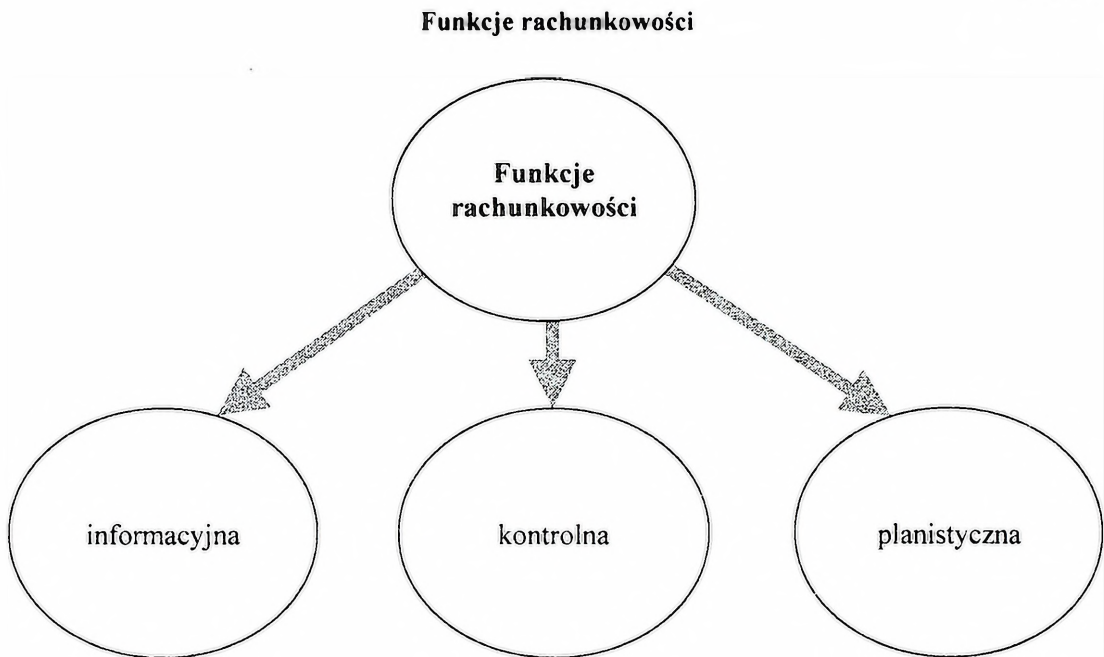 Funkcje rachunkowości
Funkcje
rachunkowości
informacyjna
kontrolna
planistyczna